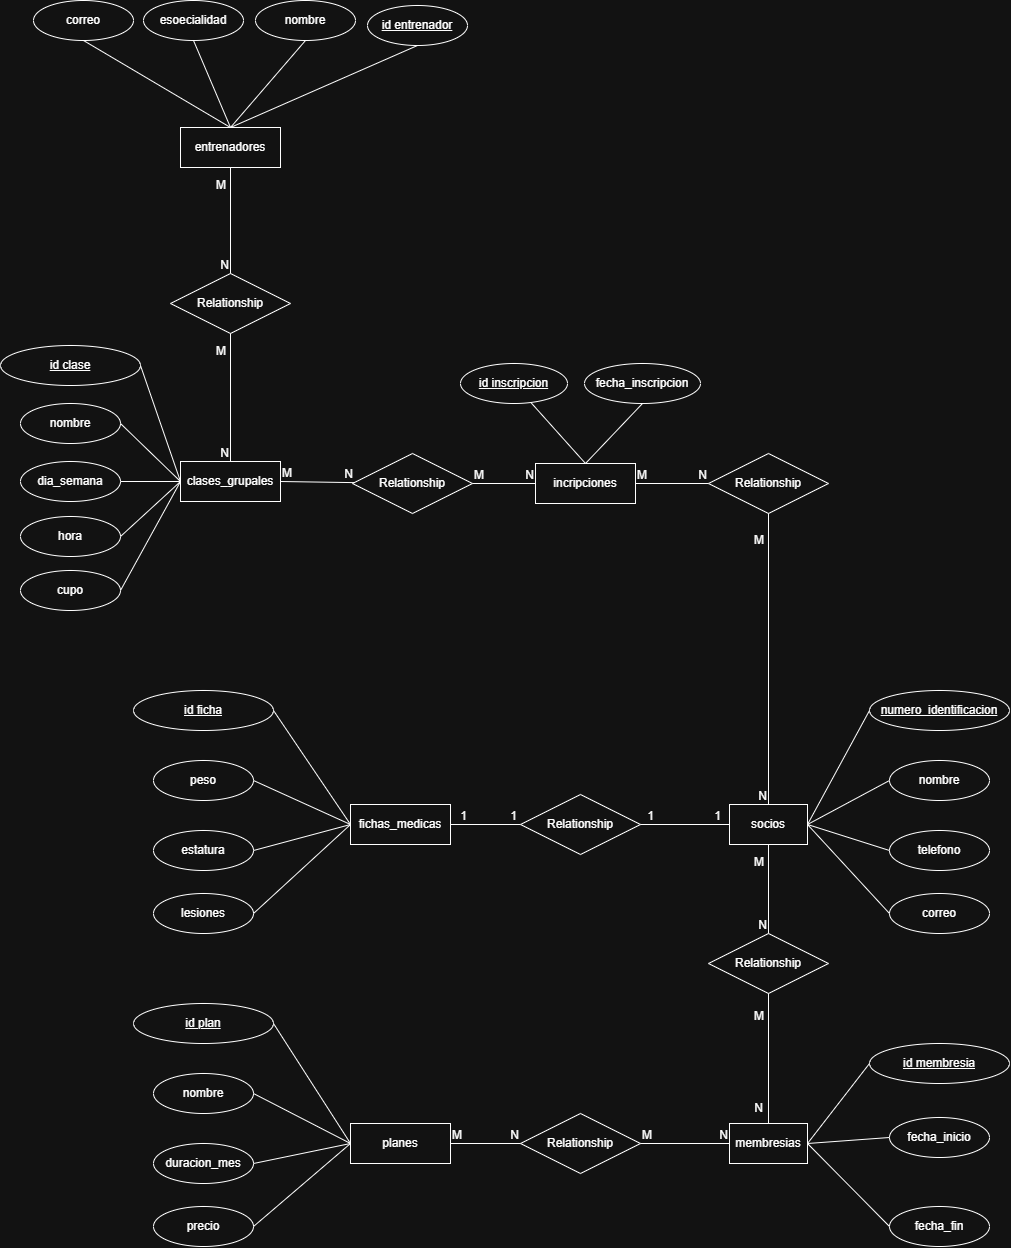 correo
esoecialidad
nombre
id entrenador
entrenadores
M
N
Relationship
M
N
id clase
nombre
dia_semana
hora
cupo
clases_grupales
M
N
Relationship
M
N
id inscripcion
fecha_inscripcion
incripciones
M
N
Relationship
M
N
id ficha
peso
estatura
lesiones
fichas_medicas
1
1
Relationship
1
1
socios
numero_identificacion
nombre
telefono
correo
M
N
Relationship
M
N
id plan
nombre
duracion_mes
precio
planes
M
N
Relationship
M
N
membresias
id membresia
fecha_inicio
fecha_fin